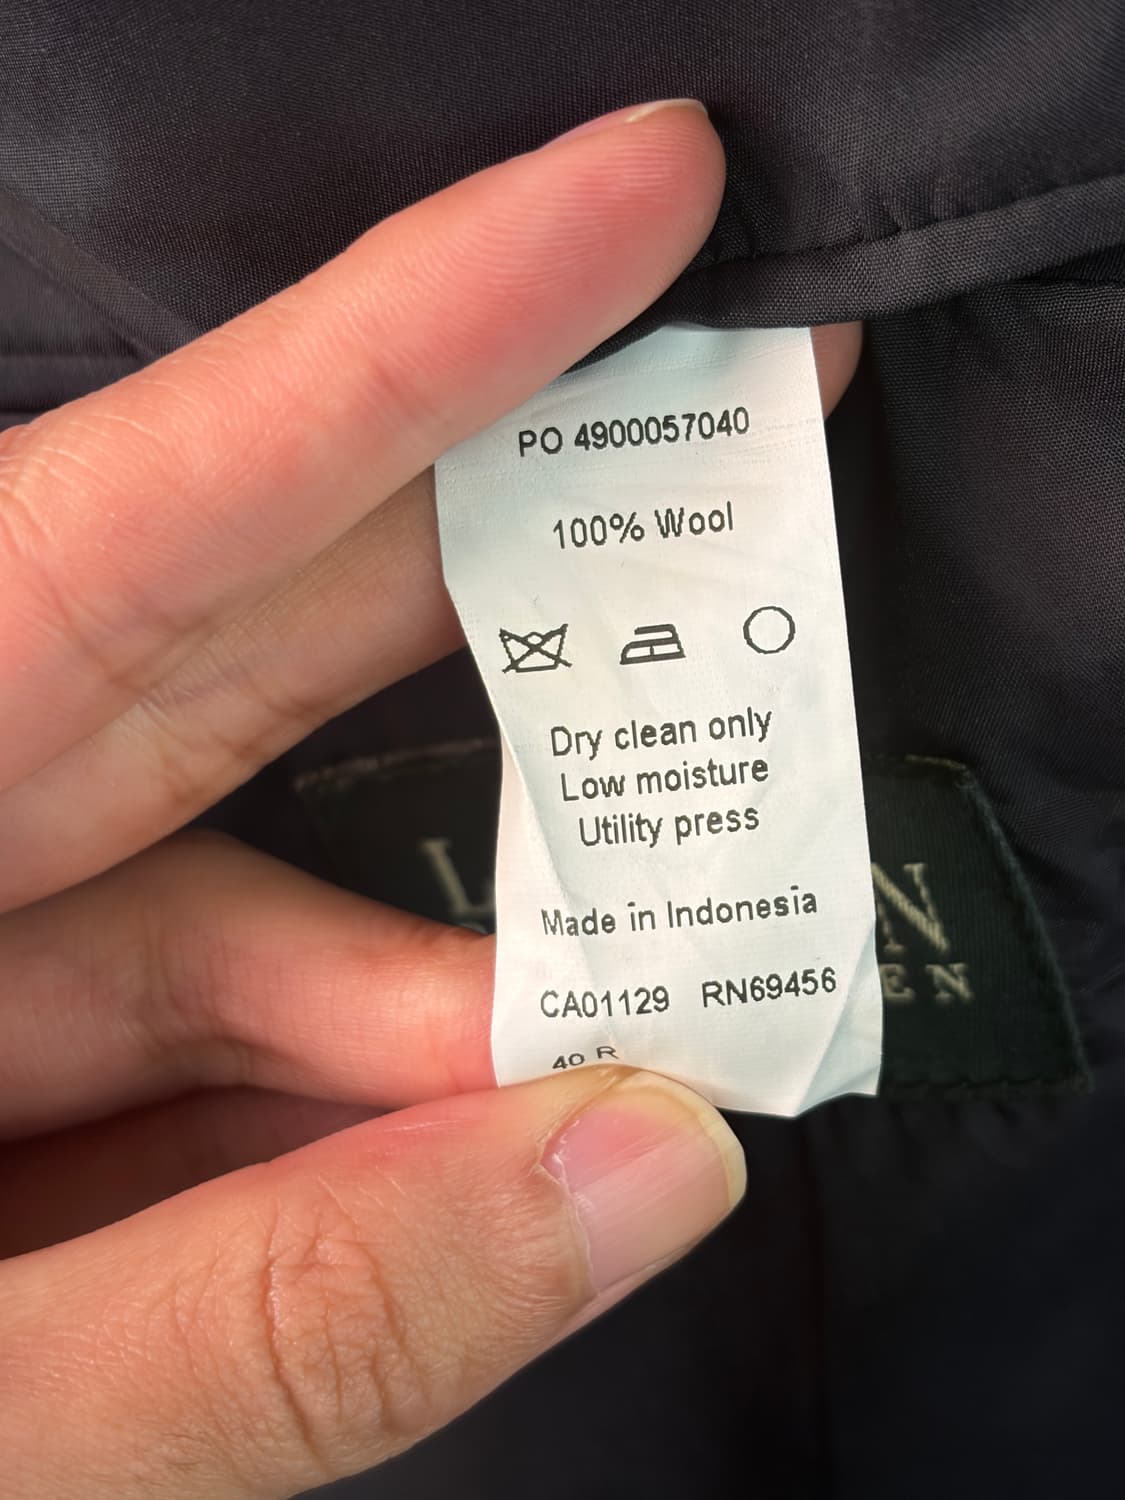 PO 4900057040
100% Wool
Dry clean only
Low moisture
Utility press
Made in Indonesia
CA01129 RN69456
40 R